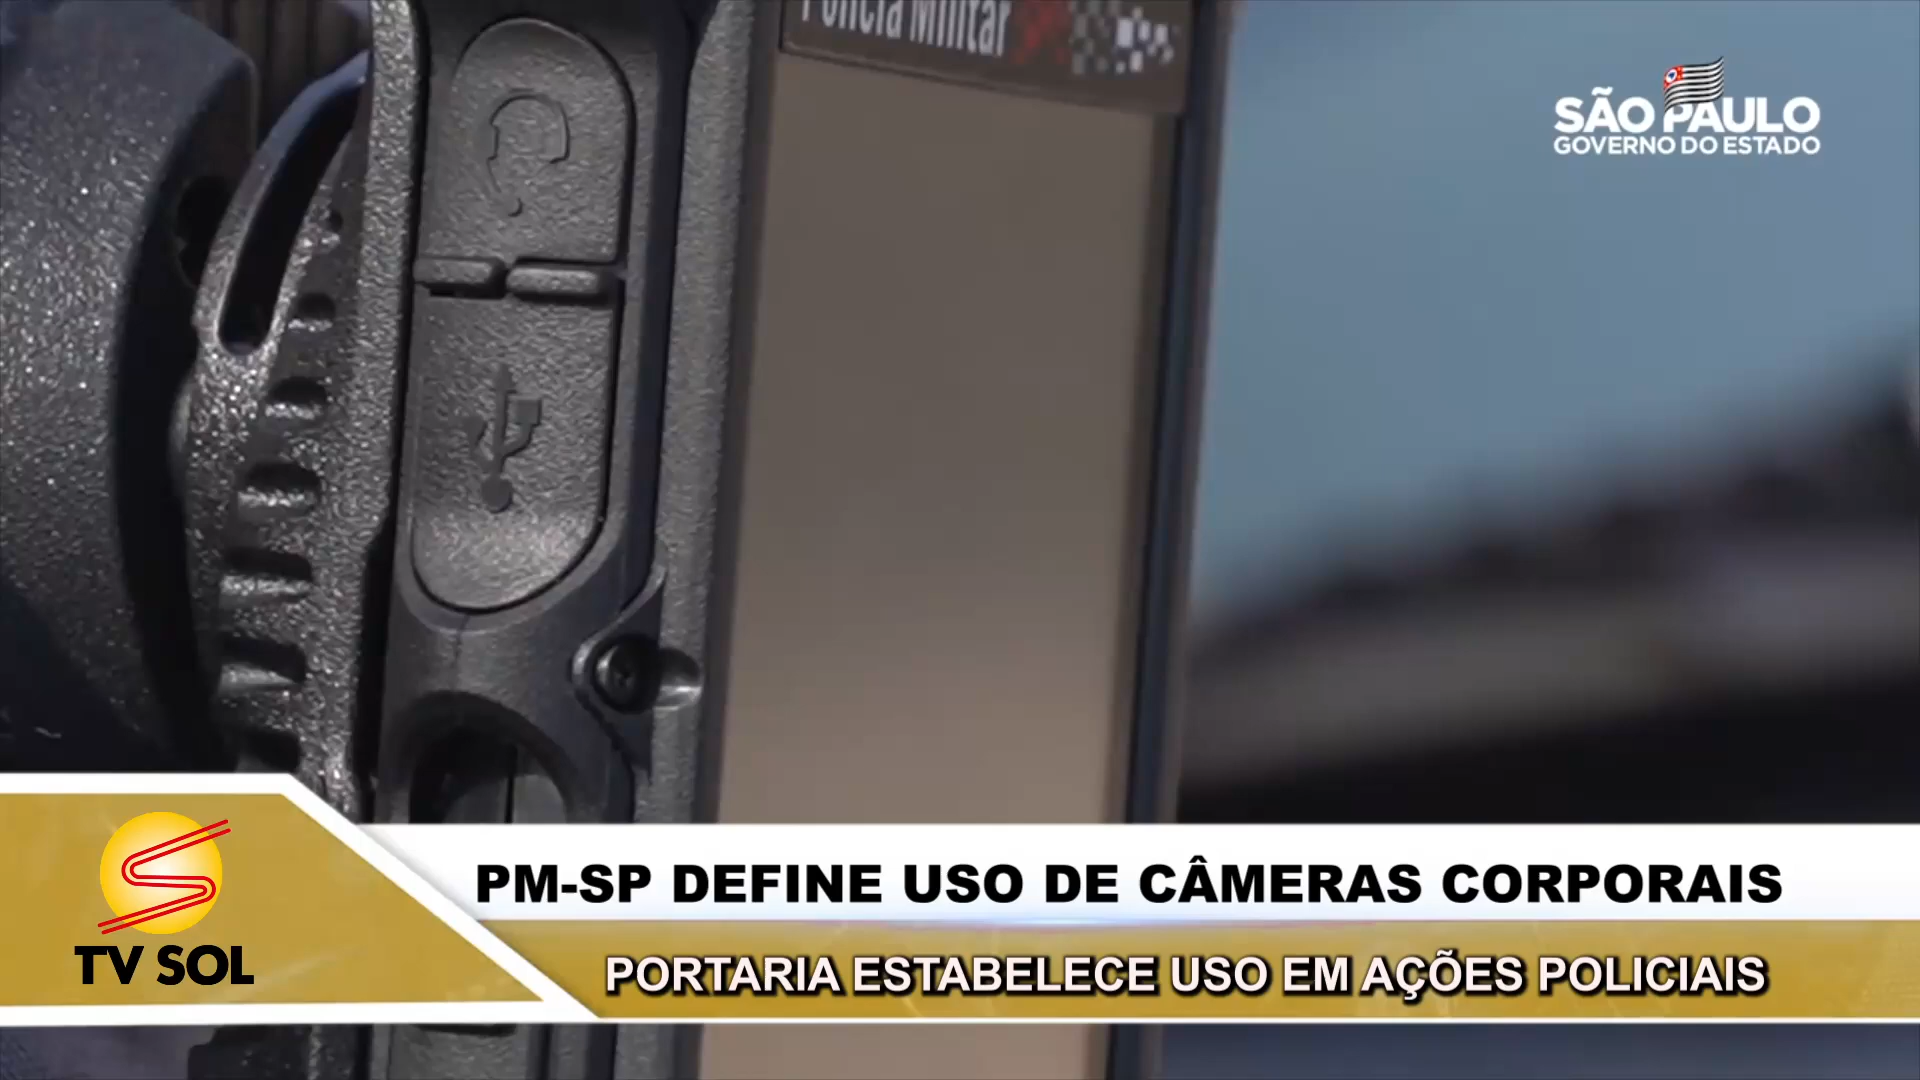 Polícia Militar
SÃO PAULO
GOVERNO DO ESTADO
PM-SP DEFINE USO DE CÂMERAS CORPORAIS
PORTARIA ESTABELECE USO EM AÇÕES POLICIAIS
TV SOL